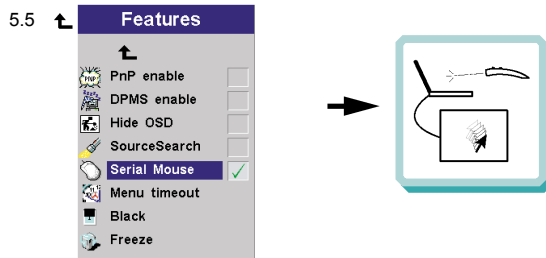 5.5 Features
PnP enable
DPMS enable
Hide OSD
SourceSearch
Serial Mouse
Menu timeout
Black
Freeze